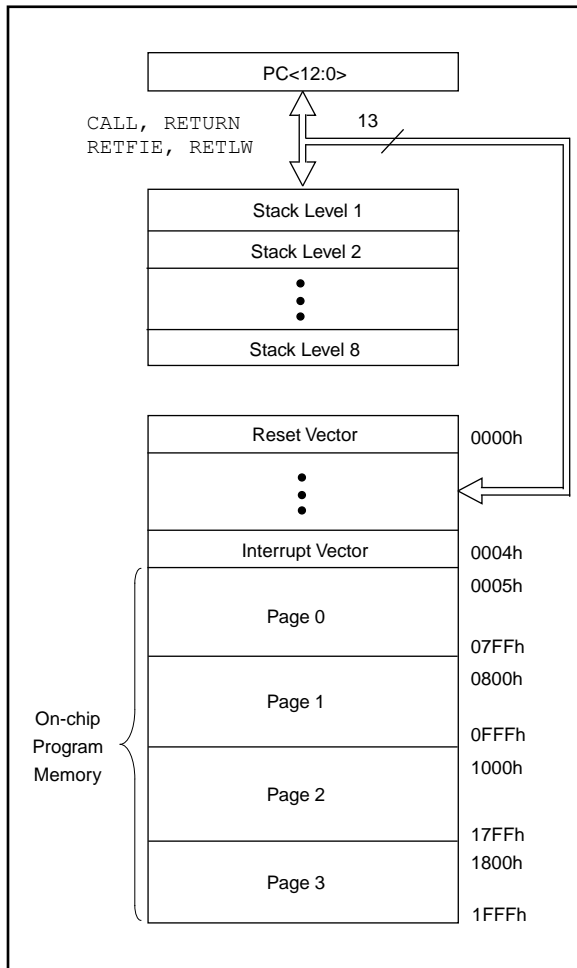 PC<12:0>
CALL, RETURN
RETFIE, RETLW
13
Stack Level 1
Stack Level 2
Stack Level 8
Reset Vector
0000h
Interrupt Vector
0004h
0005h
Page 0
07FFh
0800h
Page 1
0FFFh
On-chip
Program
Memory
1000h
Page 2
17FFh
1800h
Page 3
1FFFh